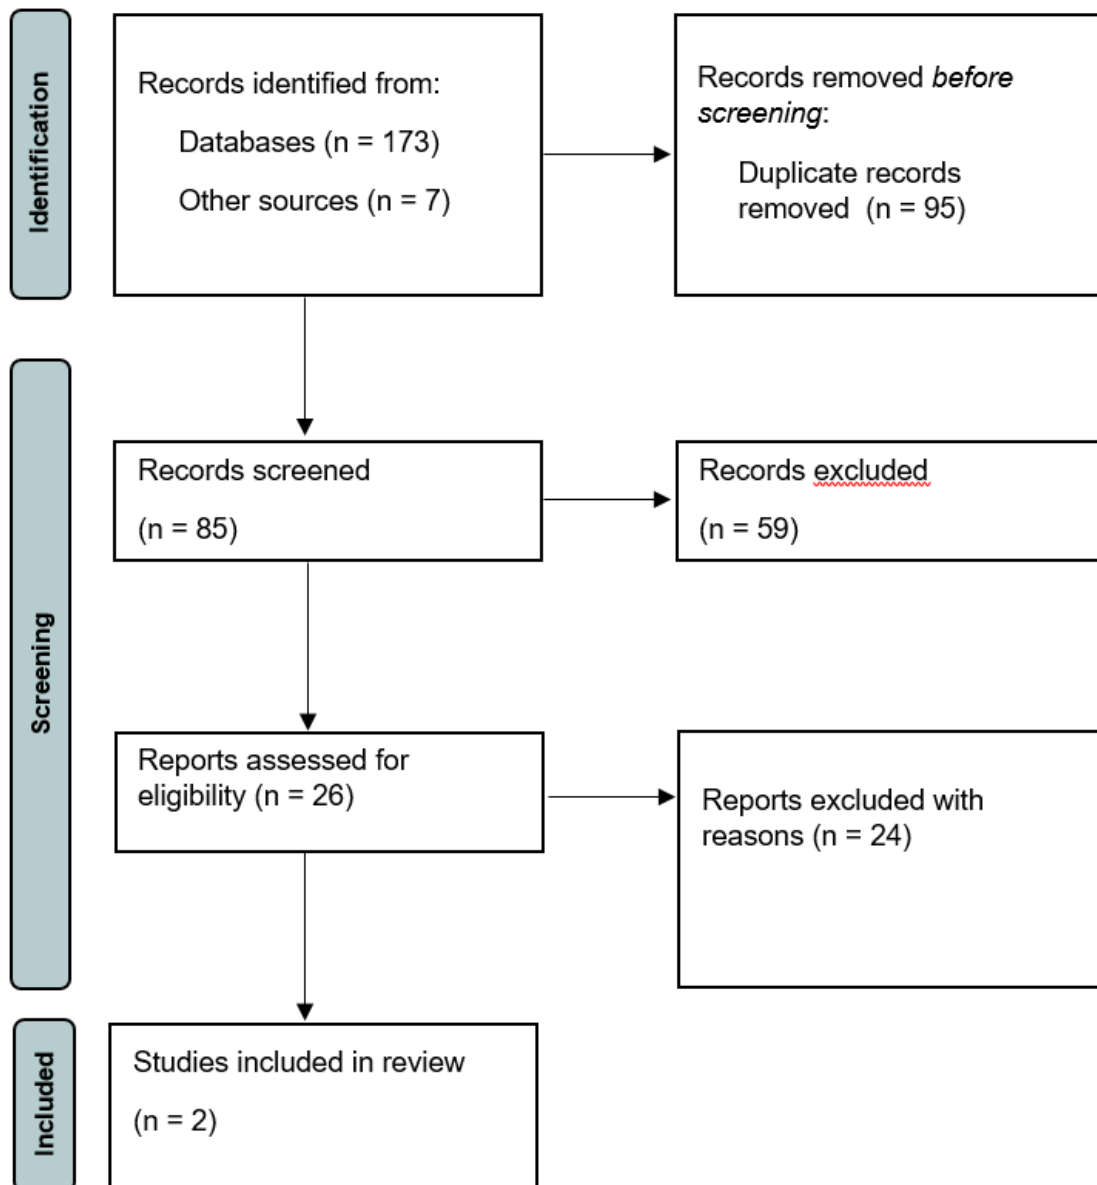 Identification
Records identified from:
Databases (n = 173)
Other sources (n = 7)
Records removed before
screening:
Duplicate records
removed  (n = 95)
Screening
Records screened
(n = 85)
Records excluded
(n = 59)
Reports assessed for
eligibility (n = 26)
Reports excluded with
reasons (n = 24)
Included
Studies included in review
(n = 2)